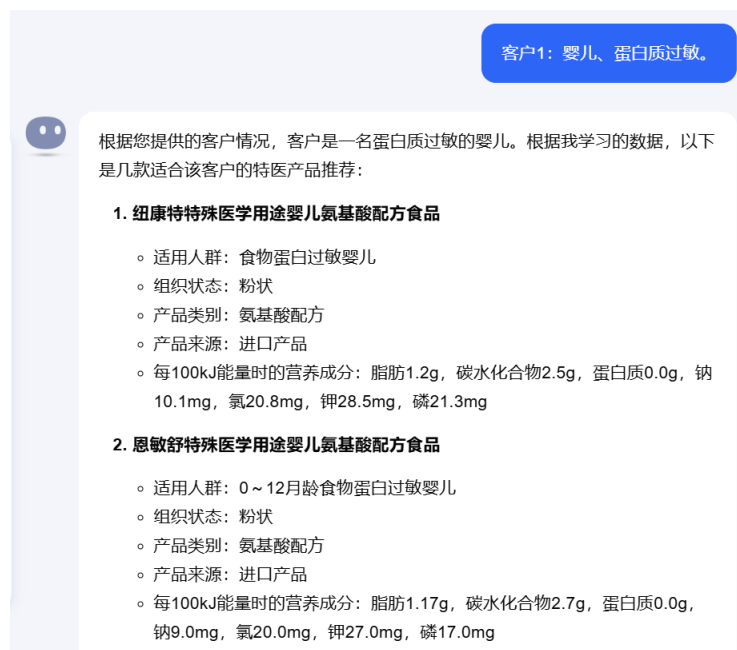 客户1：婴儿、蛋白质过敏。
根据您提供的客户情况，客户是一名蛋白质过敏的婴儿。根据我学习的数据，以下
是几款适合该客户的特医产品推荐：
1. 纽康特特殊医学用途婴儿氨基酸配方食品
适用人群：食物蛋白过敏婴儿
组织状态：粉状
产品类别：氨基酸配方
产品来源：进口产品
每100kJ能量时的营养成分：脂肪1.2g，碳水化合物2.5g，蛋白质0.0g，钠
10.1mg，氯20.8mg，钾28.5mg，磷21.3mg
2. 恩敏舒特殊医学用途婴儿氨基酸配方食品
适用人群：0～12月龄食物蛋白过敏婴儿
组织状态：粉状
产品类别：氨基酸配方
产品来源：进口产品
每100kJ能量时的营养成分：脂肪1.17g，碳水化合物2.7g，蛋白质0.0g，
钠9.0mg，氯20.0mg，钾27.0mg，磷17.0mg